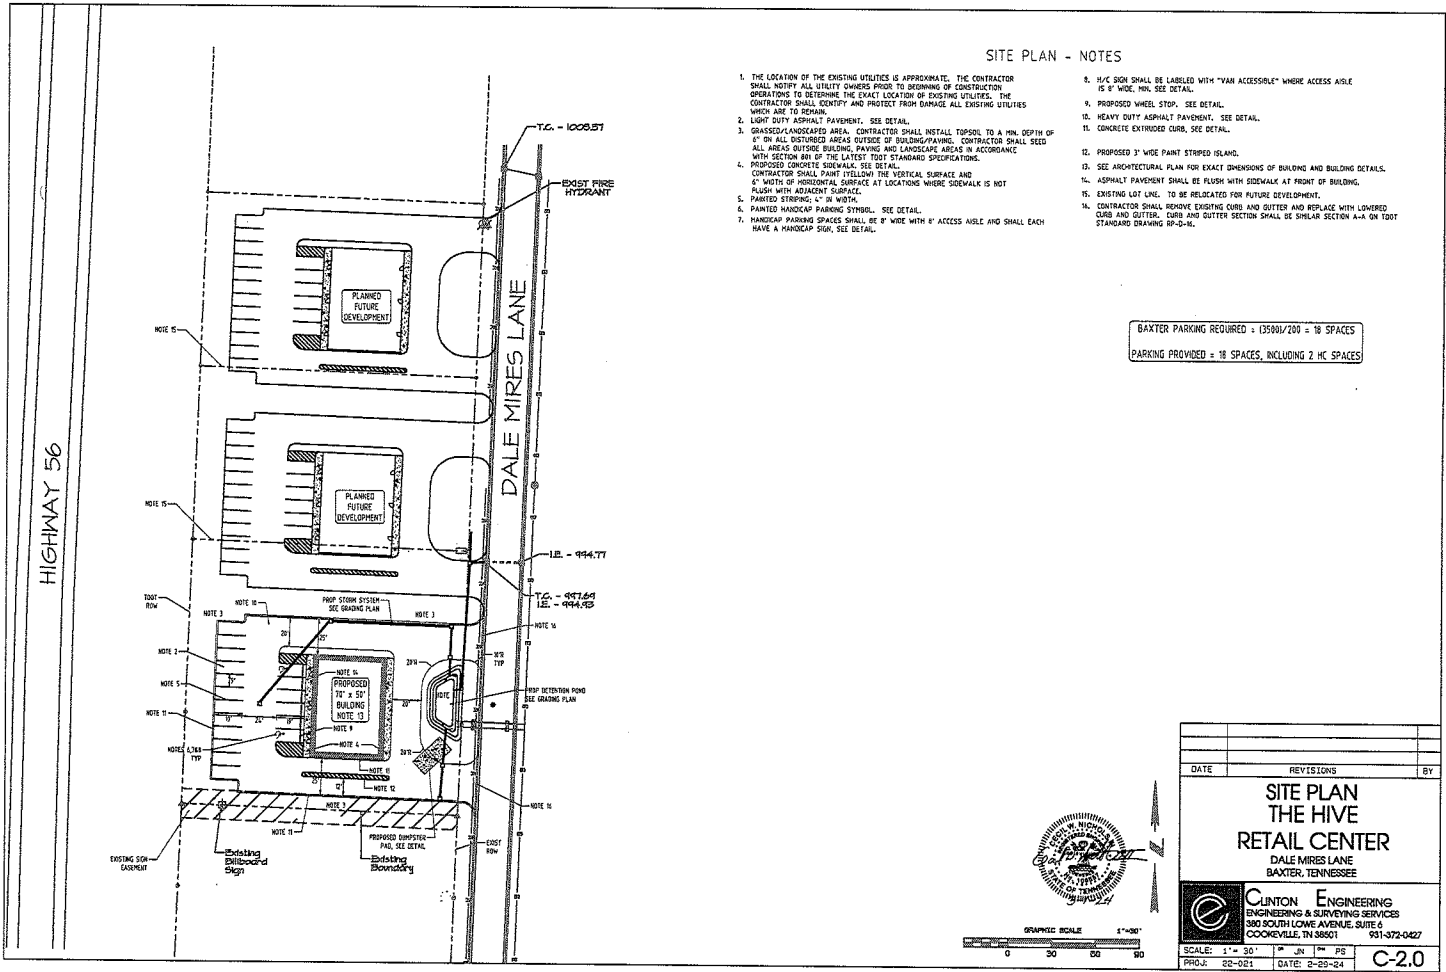 SITE PLAN - NOTES
1. THE LOCATION OF THE EXISTING UTILITIES IS APPROXIMATE. THE CONTRACTOR
SHALL NOTIFY ALL UTILITY OWNERS PRIOR TO BEGINNING OF CONSTRUCTION
OPERATIONS TO DETERMINE THE EXACT LOCATION OF EXISTING UTILITIES. THE
CONTRACTOR SHALL IDENTIFY AND PROTECT FROM DAMAGE ALL EXISTING UTILITIES
WHICH ARE TO REMAIN.
2. LIGHT DUTY ASPHALT PAVEMENT. SEE DETAIL.
3. GRASSED/LANDSCAPED AREA. CONTRACTOR SHALL INSTALL TOPSOIL TO A MIN. DEPTH OF
6" ON ALL DISTURBED AREAS OUTSIDE OF BUILDING/PAVING. CONTRACTOR SHALL SEED
ALL AREAS OUTSIDE BUILDING, PAVING AND LANDSCAPE AREAS IN ACCORDANCE
WITH SECTION 801 OF THE LATEST TDOT STANDARD SPECIFICATIONS.
4. PROPOSED CONCRETE SIDEWALK. SEE DETAIL.
CONTRACTOR SHALL PAINT (YELLOW) THE VERTICAL SURFACE AND
6" WIDTH OF HORIZONTAL SURFACE AT LOCATIONS WHERE SIDEWALK IS NOT
FLUSH WITH ADJACENT SURFACE.
5. PAINTED STRIPING; 4" IN WIDTH.
6. PAINTED HANDICAP PARKING SYMBOL. SEE DETAIL.
7. HANDICAP PARKING SPACES SHALL BE 8' WIDE WITH 8' ACCESS AISLE AND SHALL EACH
HAVE A HANDICAP SIGN, SEE DETAIL.
8. H/C SIGN SHALL BE LABELED WITH "VAN ACCESSIBLE" WHERE ACCESS AISLE
IS 8' WIDE, MIN. SEE DETAIL.
9. PROPOSED WHEEL STOP. SEE DETAIL.
10. HEAVY DUTY ASPHALT PAVEMENT. SEE DETAIL.
11. CONCRETE EXTRUDED CURB, SEE DETAIL.
12. PROPOSED 3' WIDE PAINT STRIPED ISLAND.
13. SEE ARCHITECTURAL PLAN FOR EXACT DIMENSIONS OF BUILDING AND BUILDING DETAILS.
14. ASPHALT PAVEMENT SHALL BE FLUSH WITH SIDEWALK AT FRONT OF BUILDING.
15. EXISTING LOT LINE. TO BE RELOCATED FOR FUTURE DEVELOPMENT.
16. CONTRACTOR SHALL REMOVE EXISITNG CURB AND GUTTER AND REPLACE WITH LOWERED
CURB AND GUTTER. CURB AND GUTTER SECTION SHALL BE SIMILAR SECTION A-A ON TDOT
STANDARD DRAWING RP-D-16.
BAXTER PARKING REQUIRED = (3500)/200 = 18 SPACES
PARKING PROVIDED = 18 SPACES, INCLUDING 2 HC SPACES
T.C. - 1003.57
EXIST FIRE
HYDRANT
DALE MIRES LANE
HIGHWAY 56
PLANNED
FUTURE
DEVELOPMENT
NOTE 15
PLANNED
FUTURE
DEVELOPMENT
NOTE 15
I.E. - 994.77
T.C. - 997.69
I.E. - 994.93
TDOT
ROW
NOTE 3
NOTE 10
PROP STORM SYSTEM
SEE GRADING PLAN
NOTE 3
NOTE 16
20'
25'
30'R
TYP
NOTE 2
NOTE 14
20'R
NOTE 5
PROPOSED
70' x 50'
BUILDING
NOTE 13
20'
NOTE
PROP DETENTION POND
SEE GRADING PLAN
NOTE 11
24'
NOTE 9
NOTES 6,7&8
TYP
NOTE 4
20'R
NOTE 11
12'
NOTE 12
NOTE 3
NOTE 16
NOTE 11
PROPOSED DUMPSTER
PAD, SEE DETAIL
EXIST
ROW
EXISTING SIGN
EASEMENT
Existing
Billboard
Sign
Existing
Boundary
CECIL W. NICHOLS
STATE OF TENNESSEE
GRAPHIC SCALE 1"=30'
0 30 60 90
DATE REVISIONS BY
SITE PLAN
THE HIVE
RETAIL CENTER
DALE MIRES LANE
BAXTER, TENNESSEE
CLINTON ENGINEERING
ENGINEERING & SURVEYING SERVICES
380 SOUTH LOWE AVENUE, SUITE 6
COOKEVILLE, TN 38501 931-372-0427
SCALE: 1"= 30' JN PS
PROJ: 22-021 DATE: 2-29-24
C-2.0